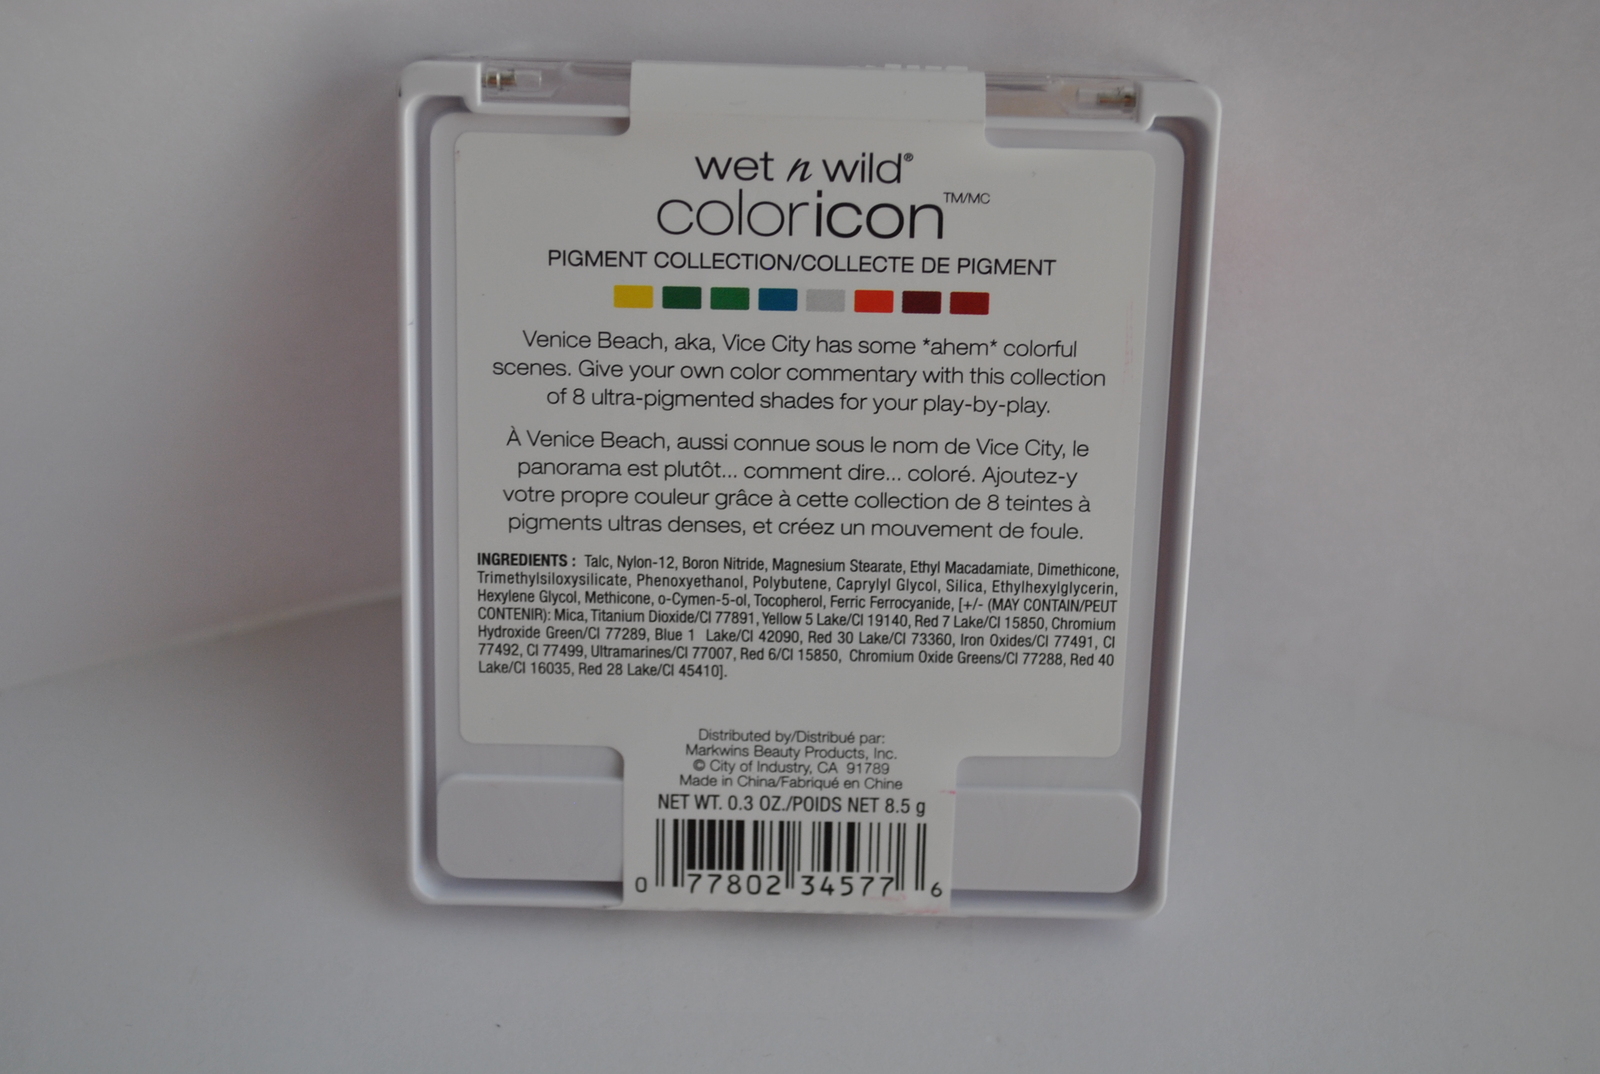 wet n wild®
coloricon™/MC
PIGMENT COLLECTION/COLLECTE DE PIGMENT
Venice Beach, aka, Vice City has some *ahem* colorful
scenes. Give your own color commentary with this collection
of 8 ultra-pigmented shades for your play-by-play.
À Venice Beach, aussi connue sous le nom de Vice City, le
panorama est plutôt... comment dire... coloré. Ajoutez-y
votre propre couleur grâce à cette collection de 8 teintes à
pigments ultras denses, et créez un mouvement de foule.
INGREDIENTS : Talc, Nylon-12, Boron Nitride, Magnesium Stearate, Ethyl Macadamiate, Dimethicone,
Trimethylsiloxysilicate, Phenoxyethanol, Polybutene, Caprylyl Glycol, Silica, Ethylhexylglycerin,
Hexylene Glycol, Methicone, o-Cymen-5-ol, Tocopherol, Ferric Ferrocyanide, [+/- (MAY CONTAIN/PEUT
CONTENIR): Mica, Titanium Dioxide/CI 77891, Yellow 5 Lake/CI 19140, Red 7 Lake/CI 15850, Chromium
Hydroxide Green/CI 77289, Blue 1 Lake/CI 42090, Red 30 Lake/CI 73360, Iron Oxides/CI 77491, CI
77492, CI 77499, Ultramarines/CI 77007, Red 6/CI 15850, Chromium Oxide Greens/CI 77288, Red 40
Lake/CI 16035, Red 28 Lake/CI 45410].
Distributed by/Distribué par:
Markwins Beauty Products, Inc.
© City of Industry, CA 91789
Made in China/Fabriqué en Chine
NET WT. 0.3 OZ./POIDS NET 8.5 g
0 77802 34577 6